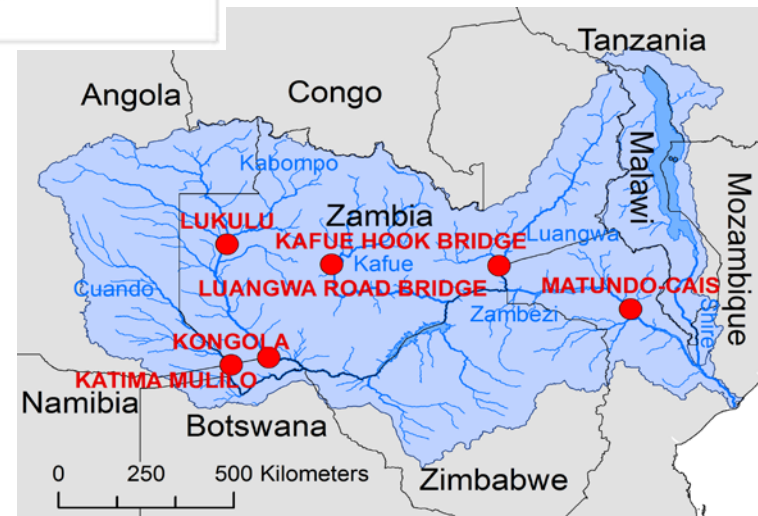 Tanzania
Angola
Congo
Malawi
Kabompo
Mozambique
LUKULU
Zambia
Luangwa
KAFUE HOOK BRIDGE
Kafue
LUANGWA ROAD BRIDGE
MATUNDO-CAIS
Cuando
Zambezi
Shire
KONGOLA
KATIMA MULILO
Namibia
Botswana
Zimbabwe
0 250 500 Kilometers